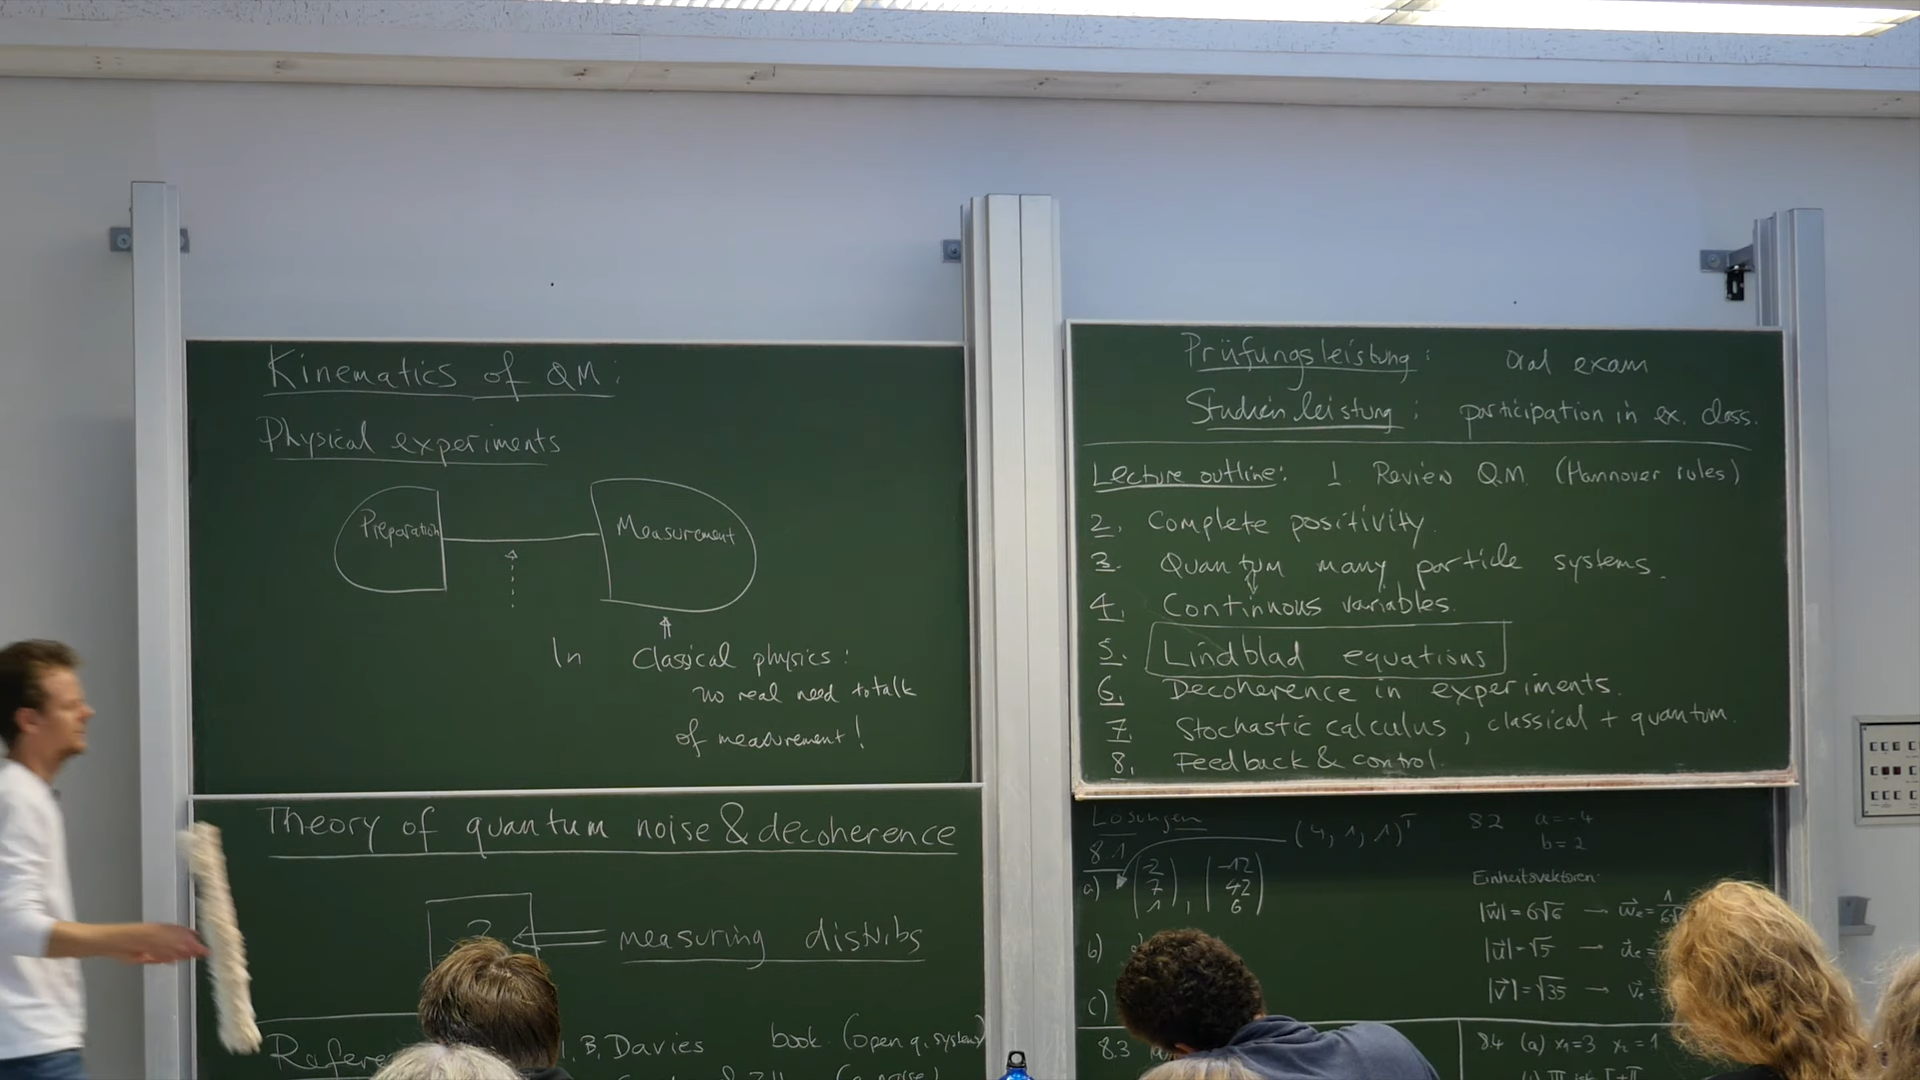 Kinematics of QM:
Physical experiments
Preparation
Measurement
In Classical physics:
no real need to talk
of measurement!
Theory of quantum noise & decoherence
?
measuring distribs
B. Davies book (open q. systems)
Prüfungsleistung: oral exam
Studienleistung: participation in ex. class.
Lecture outline: 1. Review QM (Hannover rules)
2. Complete positivity.
3. Quantum many particle systems.
4. Continuous variables.
5. Lindblad equations
6. Decoherence in experiments.
7. Stochastic calculus, classical + quantum.
8. Feedback & control.
Lösungen
8.1
(4, 1, 1)ᵀ
a) (-2 7 1), (-12 42 6)
b)
c)
8.2 a=-4
b=2
Einheitsvektoren:
|w⃗|=6√6 → w⃗ₑ=
|u⃗|=√5 → u⃗ₑ=
|v⃗|=√35 → v⃗ₑ=
8.3
8.4 (a) x₁=3 x₂=1